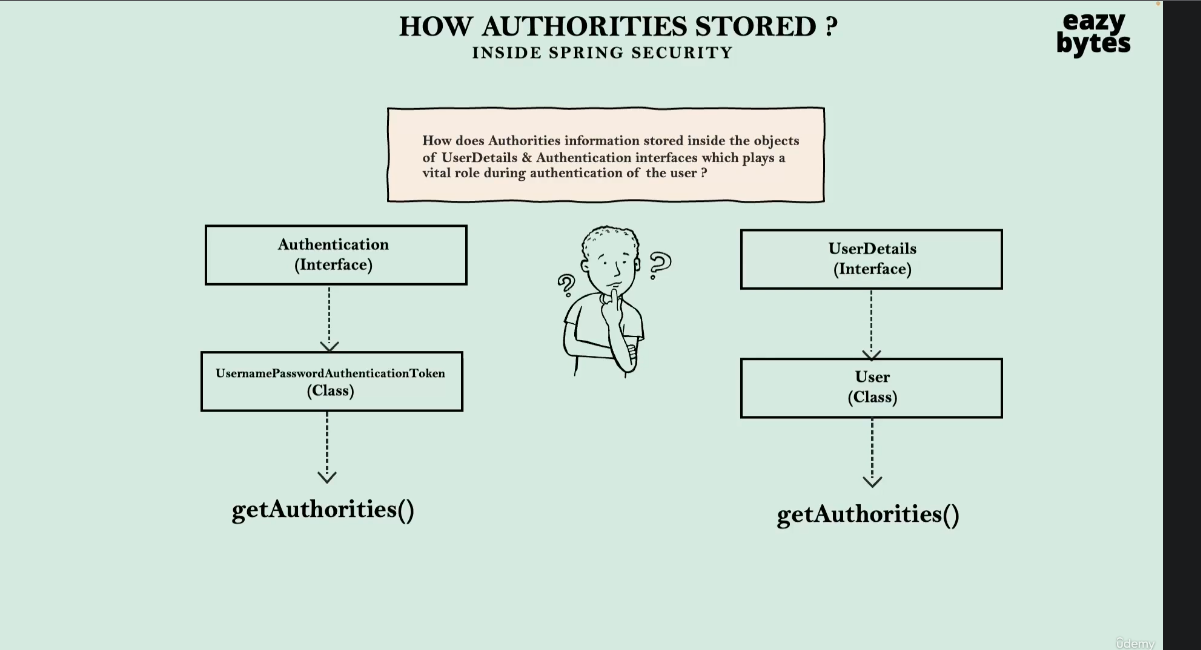 HOW AUTHORITIES STORED ?
INSIDE SPRING SECURITY
eazy
bytes
How does Authorities information stored inside the objects
of UserDetails & Authentication interfaces which plays a
vital role during authentication of the user ?
Authentication
(Interface)
UsernamePasswordAuthenticationToken
(Class)
getAuthorities()
? ?
UserDetails
(Interface)
User
(Class)
getAuthorities()
ûdemy